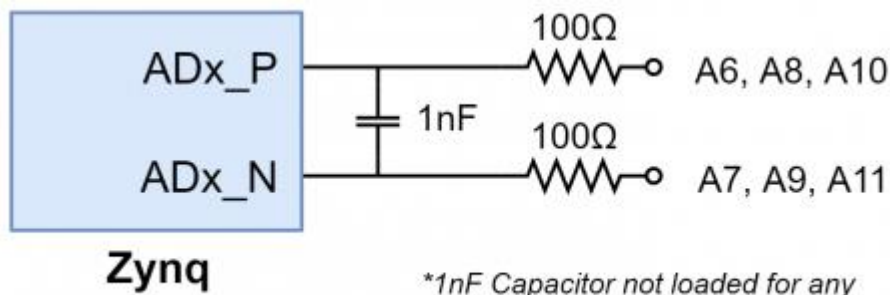 100Ω
ADx_P
A6, A8, A10
1nF
100Ω
ADx_N
A7, A9, A11
Zynq
*1nF Capacitor not loaded for any